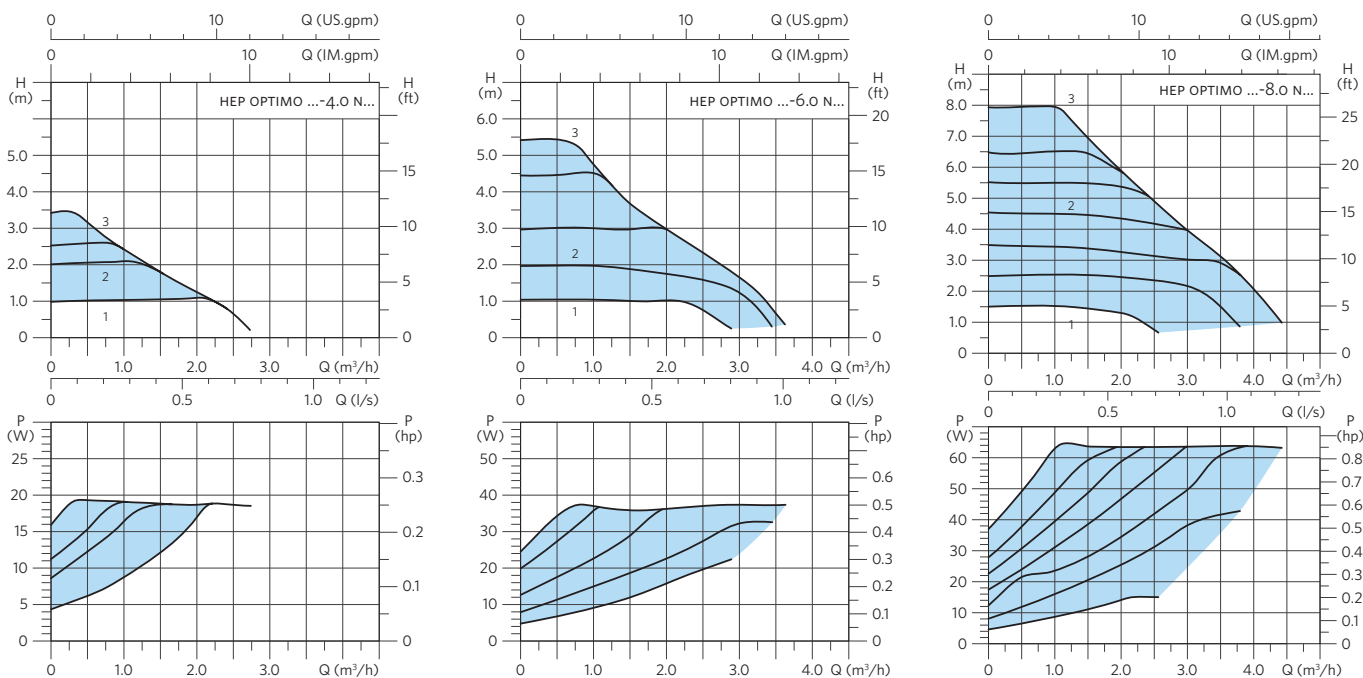 0 10 Q (US.gpm)
0 10 Q (IM.gpm)
H (m)
H (ft)
HEP OPTIMO ...-4.0 N...
5.0
4.0
3.0
2.0
1.0
0
15
10
5
0
3
2
1
0 1.0 2.0 3.0 Q (m³/h)
0 0.5 1.0 Q (l/s)
P (W)
P (hp)
25
20
15
10
5
0
0.3
0.2
0.1
0
0 1.0 2.0 3.0 Q (m³/h)
0 10 Q (US.gpm)
0 10 Q (IM.gpm)
H (m)
H (ft)
HEP OPTIMO ...-6.0 N...
6.0
5.0
4.0
3.0
2.0
1.0
0
20
15
10
5
0
3
2
1
0 1.0 2.0 3.0 4.0 Q (m³/h)
0 0.5 1.0 Q (l/s)
P (W)
P (hp)
50
40
30
20
10
0
0.6
0.5
0.4
0.3
0.2
0.1
0
0 1.0 2.0 3.0 4.0 Q (m³/h)
0 10 Q (US.gpm)
0 10 Q (IM.gpm)
H (m)
H (ft)
HEP OPTIMO ...-8.0 N...
8.0
7.0
6.0
5.0
4.0
3.0
2.0
1.0
0
25
20
15
10
5
0
3
2
1
0 1.0 2.0 3.0 4.0 Q (m³/h)
0 0.5 1.0 Q (l/s)
P (W)
P (hp)
60
50
40
30
20
10
0
0.8
0.7
0.6
0.5
0.4
0.3
0.2
0.1
0
0 1.0 2.0 3.0 4.0 Q (m³/h)